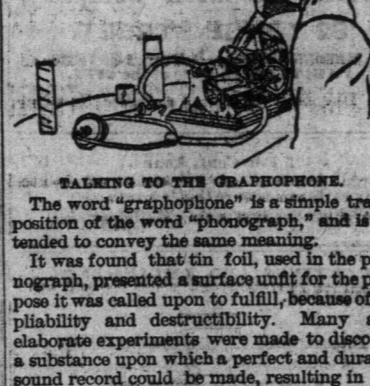 TALKING TO THE GRAPHOPHONE.
The word "graphophone" is a simple tra
position of the word "phonograph," and is
tended to convey the same meaning.
It was found that tin foil, used in the p
nograph, presented a surface unfit for the p
pose it was called upon to fulfill, because of
pliability and destructibility. Many a
elaborate experiments were made to disco
a substance upon which a perfect and dura
sound record could be made, resulting in